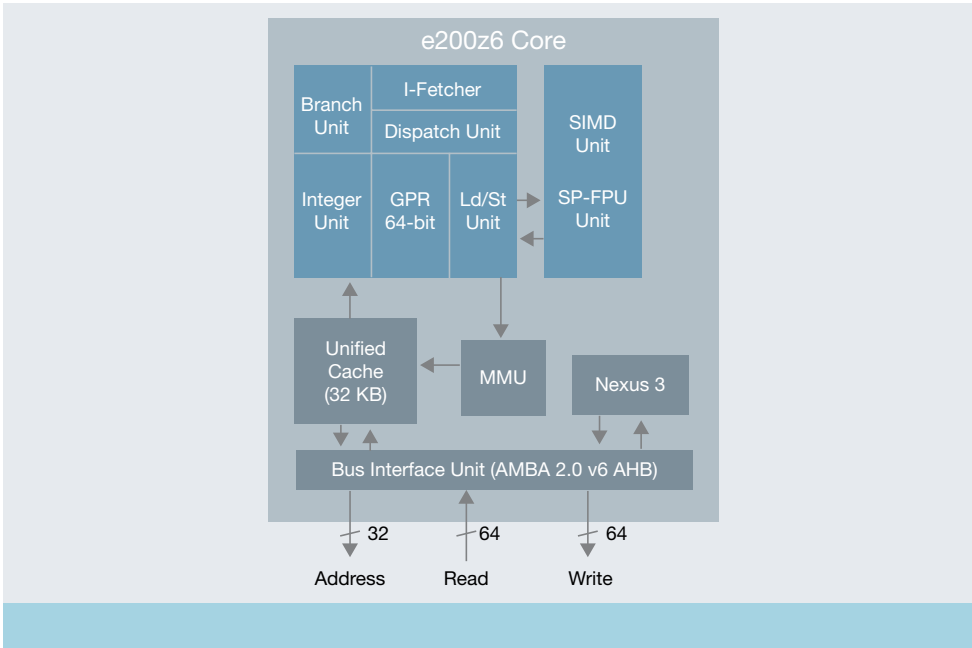 e200z6 Core
Branch
Unit
I-Fetcher
Dispatch Unit
SIMD
Unit
Integer
Unit
GPR
64-bit
Ld/St
Unit
SP-FPU
Unit
Unified
Cache
(32 KB)
MMU
Nexus 3
Bus Interface Unit (AMBA 2.0 v6 AHB)
32
64
64
Address
Read
Write